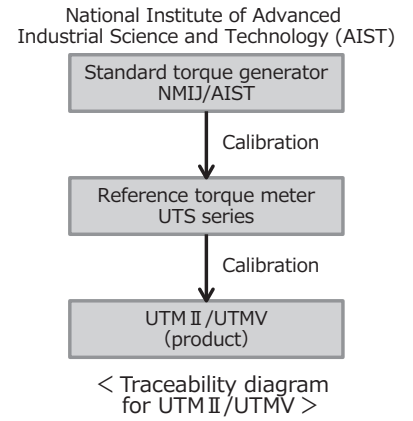 National Institute of Advanced
Industrial Science and Technology (AIST)
Standard torque generator
NMIJ/AIST
Calibration
Reference torque meter
UTS series
Calibration
UTMⅡ/UTMV
(product)
< Traceability diagram
for UTMⅡ/UTMV >